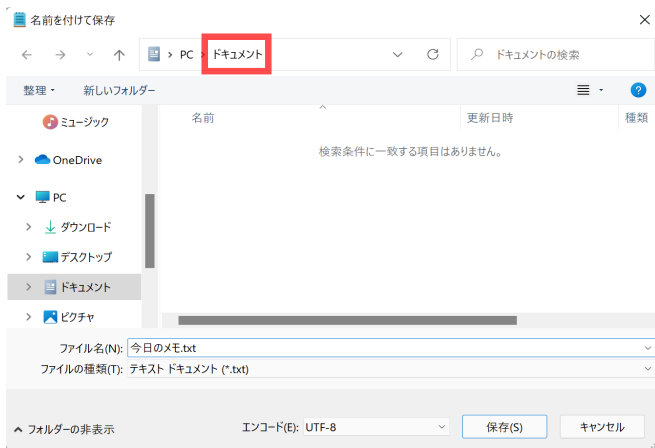 名前を付けて保存
PC › ドキュメント
ドキュメントの検索
整理
新しいフォルダー
名前
更新日時
種類
ミュージック
検索条件に一致する項目はありません。
OneDrive
PC
ダウンロード
デスクトップ
ドキュメント
ピクチャ
ファイル名(N): 今日のメモ.txt
ファイルの種類(T): テキスト ドキュメント (*.txt)
フォルダーの非表示
エンコード(E): UTF-8
保存(S)
キャンセル